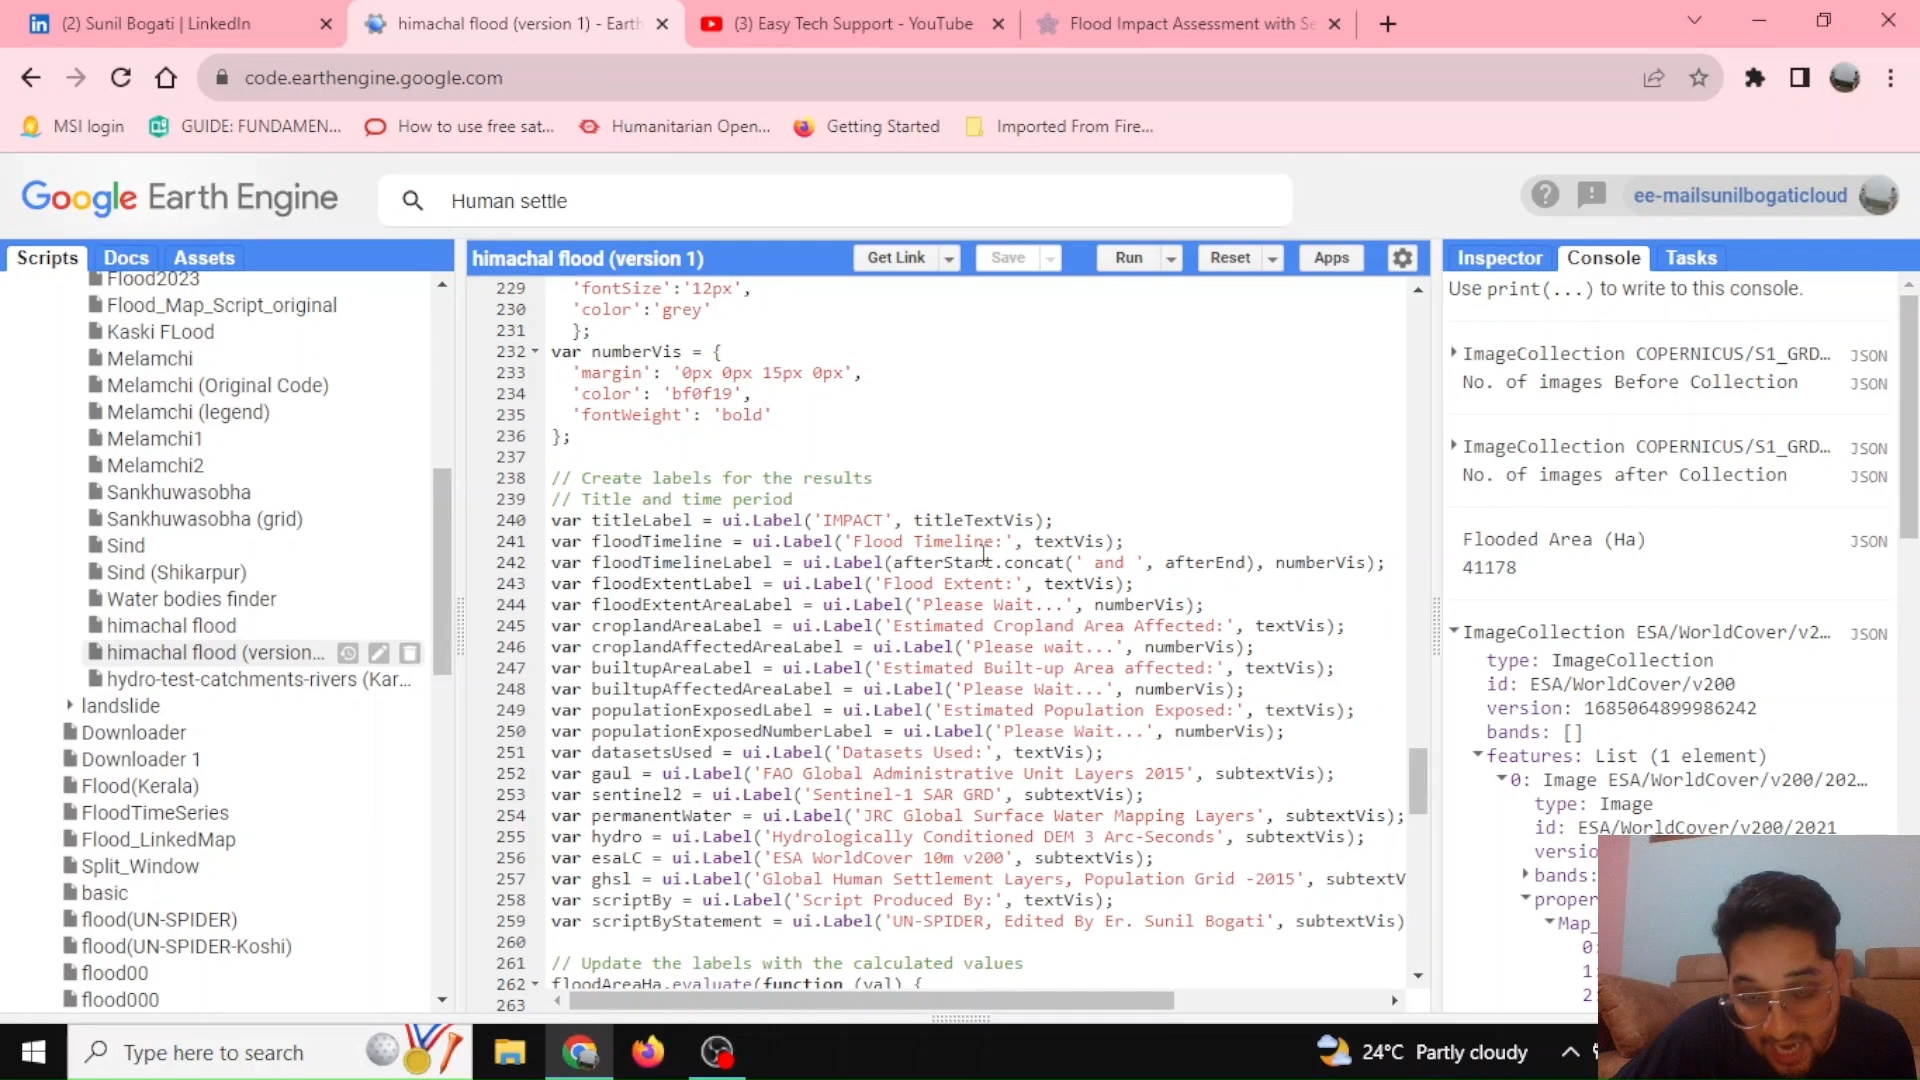 (2) Sunil Bogati | LinkedIn
himachal flood (version 1) - Earth
(3) Easy Tech Support - YouTube
Flood Impact Assessment with Se
code.earthengine.google.com
MSI login
GUIDE: FUNDAMEN...
How to use free sat...
Humanitarian Open...
Getting Started
Imported From Fire...
Google Earth Engine
Human settle
ee-mailsunilbogaticloud
Scripts
Docs
Assets
Flood2023
Flood_Map_Script_original
Kaski FLood
Melamchi
Melamchi (Original Code)
Melamchi (legend)
Melamchi1
Melamchi2
Sankhuwasobha
Sankhuwasobha (grid)
Sind
Sind (Shikarpur)
Water bodies finder
himachal flood
himachal flood (version...
hydro-test-catchments-rivers (Kar...
landslide
Downloader
Downloader 1
Flood(Kerala)
FloodTimeSeries
Flood_LinkedMap
Split_Window
basic
flood(UN-SPIDER)
flood(UN-SPIDER-Koshi)
flood00
flood000
himachal flood (version 1)
Get Link
Save
Run
Reset
Apps
229 'fontSize':'12px',
230 'color':'grey'
231 };
232 var numberVis = {
233 'margin': '0px 0px 15px 0px',
234 'color': 'bf0f19',
235 'fontWeight': 'bold'
236 };
237
238 // Create labels for the results
239 // Title and time period
240 var titleLabel = ui.Label('IMPACT', titleTextVis);
241 var floodTimeline = ui.Label('Flood Timeline:', textVis);
242 var floodTimelineLabel = ui.Label(afterStart.concat(' and ', afterEnd), numberVis);
243 var floodExtentLabel = ui.Label('Flood Extent:', textVis);
244 var floodExtentAreaLabel = ui.Label('Please Wait...', numberVis);
245 var croplandAreaLabel = ui.Label('Estimated Cropland Area Affected:', textVis);
246 var croplandAffectedAreaLabel = ui.Label('Please wait...', numberVis);
247 var builtupAreaLabel = ui.Label('Estimated Built-up Area affected:', textVis);
248 var builtupAffectedAreaLabel = ui.Label('Please Wait...', numberVis);
249 var populationExposedLabel = ui.Label('Estimated Population Exposed:', textVis);
250 var populationExposedNumberLabel = ui.Label('Please Wait...', numberVis);
251 var datasetsUsed = ui.Label('Datasets Used:', textVis);
252 var gaul = ui.Label('FAO Global Administrative Unit Layers 2015', subtextVis);
253 var sentinel2 = ui.Label('Sentinel-1 SAR GRD', subtextVis);
254 var permanentWater = ui.Label('JRC Global Surface Water Mapping Layers', subtextVis);
255 var hydro = ui.Label('Hydrologically Conditioned DEM 3 Arc-Seconds', subtextVis);
256 var esaLC = ui.Label('ESA WorldCover 10m v200', subtextVis);
257 var ghsl = ui.Label('Global Human Settlement Layers, Population Grid -2015', subtextV
258 var scriptBy = ui.Label('Script Produced By:', textVis);
259 var scriptByStatement = ui.Label('UN-SPIDER, Edited By Er. Sunil Bogati', subtextVis)
260
261 // Update the labels with the calculated values
262 floodAreaHa.evaluate(function (val) {
263
Inspector
Console
Tasks
Use print(...) to write to this console.
ImageCollection COPERNICUS/S1_GRD... JSON
No. of images Before Collection JSON
ImageCollection COPERNICUS/S1_GRD... JSON
No. of images after Collection JSON
Flooded Area (Ha) JSON
41178
ImageCollection ESA/WorldCover/v2... JSON
type: ImageCollection
id: ESA/WorldCover/v200
version: 1685064899986242
bands: []
features: List (1 element)
0: Image ESA/WorldCover/v200/202...
type: Image
id: ESA/WorldCover/v200/2021
versio
bands:
proper
Map_
0:
1:
2:
Type here to search
24°C Partly cloudy